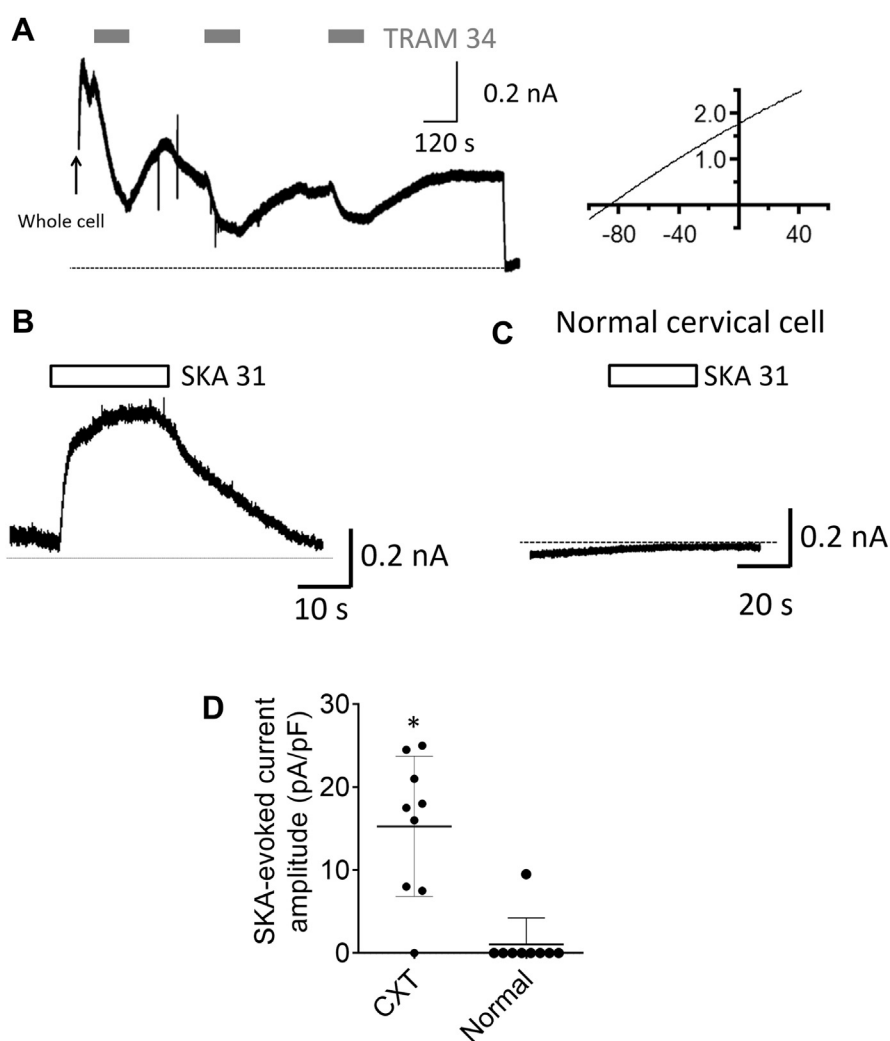 A
TRAM 34
0.2 nA
120 s
Whole cell
2.0
1.0
-80
-40
40
B
SKA 31
0.2 nA
10 s
C
Normal cervical cell
SKA 31
0.2 nA
20 s
D
SKA-evoked current
amplitude (pA/pF)
30
20
10
0
*
CXT
Normal